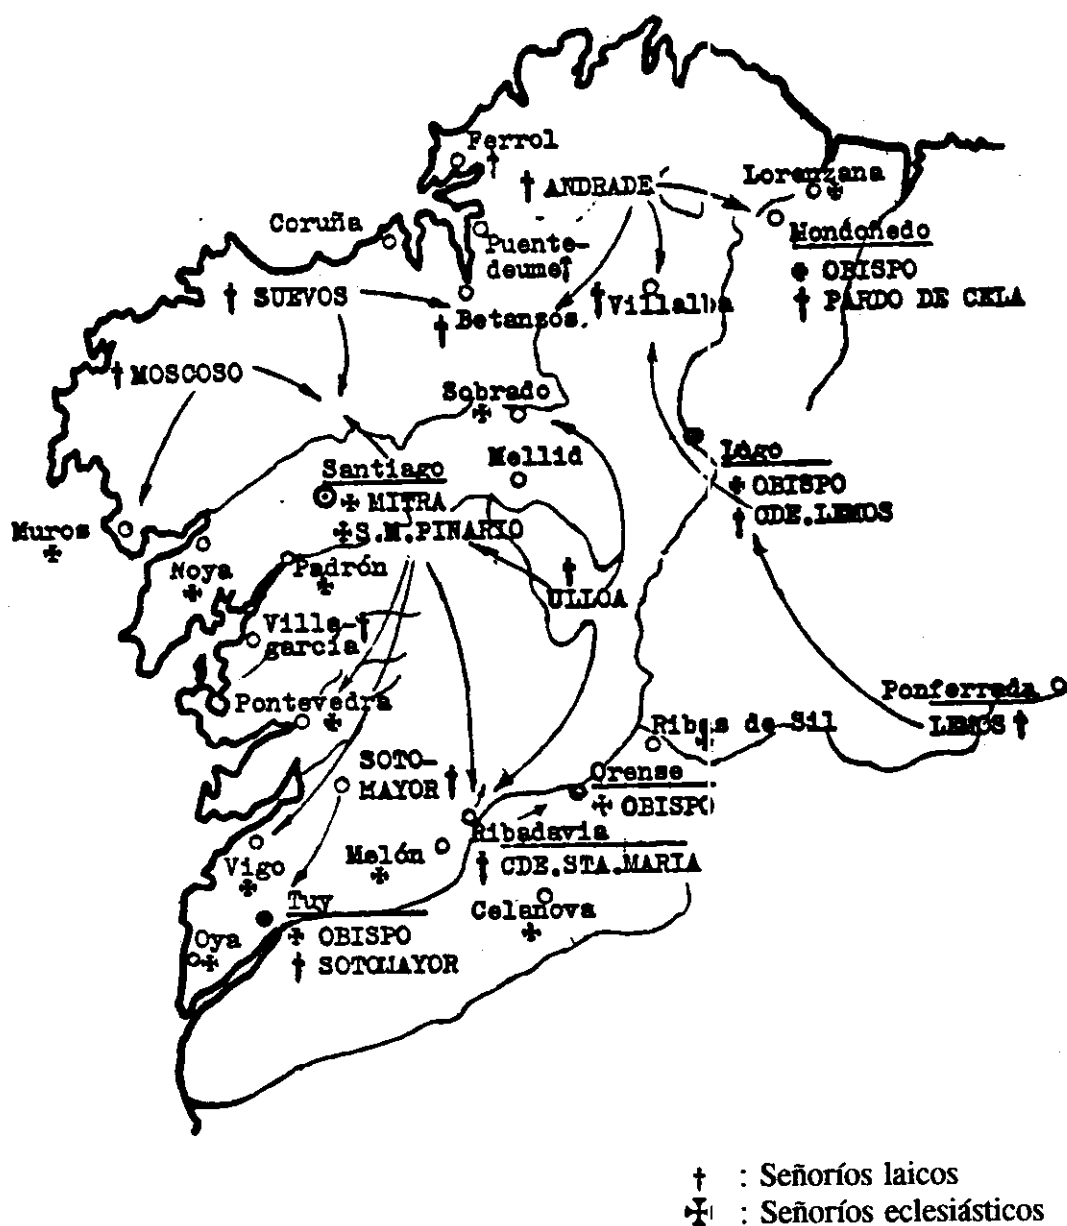 Ferrol
† ANDRADE
Lorenzana
Coruña
Puente-
deume†
Mondoñedo
✠ OBISPO
† PARDO DE CELA
† SUEVOS
† Betanzos.
†Villalba
† MOSCOSO
Sobrado
✠
Mellid
Lugo
✠ OBISPO
† CDE.LEMOS
Santiago
✠ MITRA
✠ S.M.PINARIO
Muros
✠
Noya
✠
Padrón
✠
†
ULLOA
Villa-†
garcía
Pontevedra
✠
Ponferrada
LEMOS †
Ribas de Sil
✠
SOTO-
MAYOR †
Orense
✠ OBISPO
Ribadavia
† CDE.STA.MARIA
Vigo
✠
Melón
✠
Celanova
✠
Tuy
✠ OBISPO
† SOTOMAYOR
Oya
✠
† : Señoríos laicos
✠ : Señoríos eclesiásticos